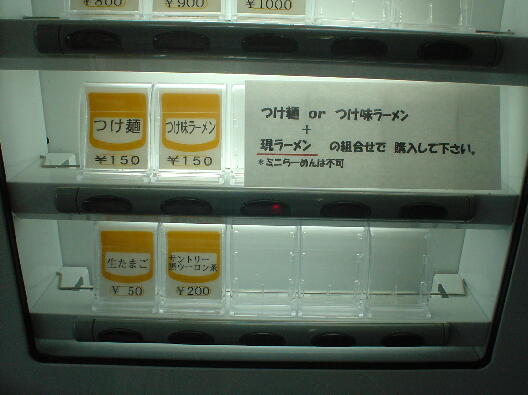 ¥800
¥900
¥1000
つけ麺
¥150
つけ味ラーメン
¥150
つけ麺 or つけ味ラーメン
+
現ラーメン の組合せで 購入して下さい。
*ミニらーめんは不可
生たまご
¥ 50
サントリー
黒ウーロン茶
¥200